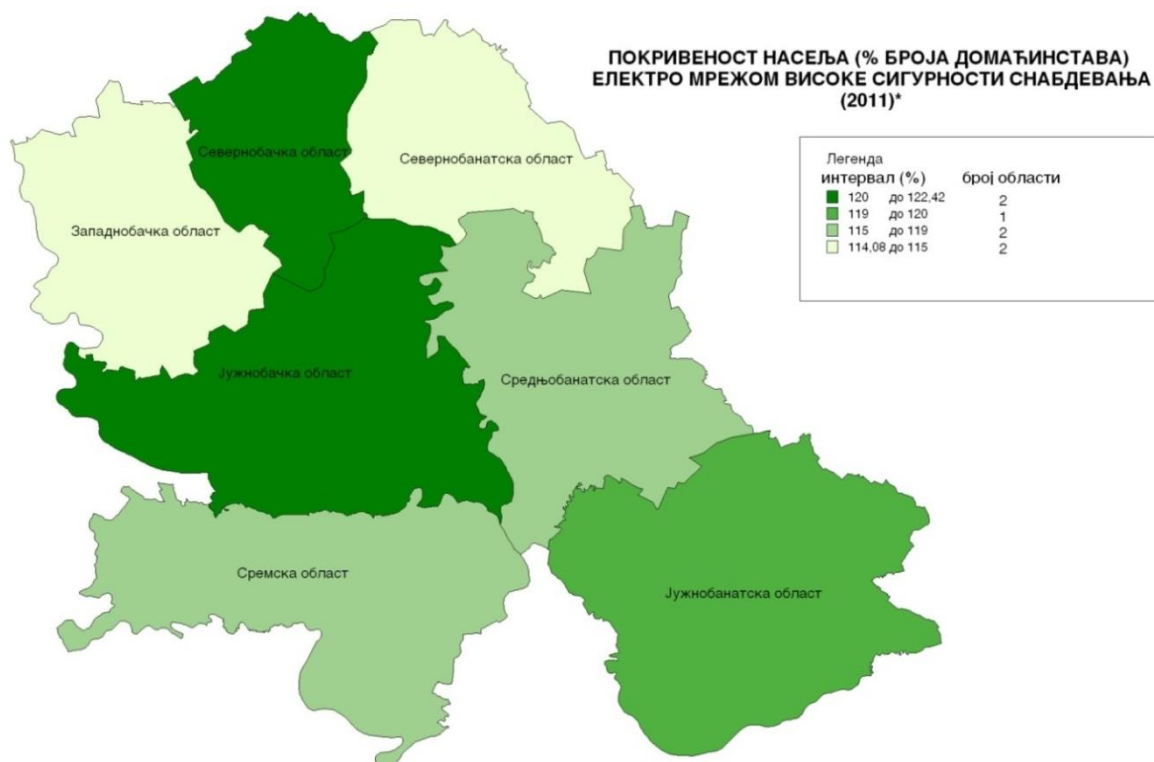 ПОКРИВЕНОСТ НАСЕЉА (% БРОЈА ДОМАЋИНСТАВА)
ЕЛЕКТРО МРЕЖОМ ВИСОКЕ СИГУРНОСТИ СНАБДЕВАЊА
(2011)*
Легенда
интервал (%) број области
120 до 122,42 2
119 до 120 1
115 до 119 2
114,08 до 115 2
Севернобачка област
Севернобанатска област
Западнобачка област
Јужнобачка област
Средњобанатска област
Сремска област
Јужнобанатска област